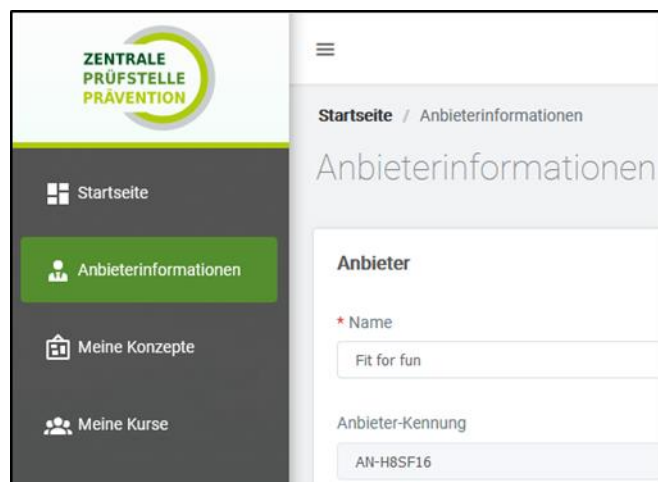 ZENTRALE
PRÜFSTELLE
PRÄVENTION
Startseite
Anbieterinformationen
Meine Konzepte
Meine Kurse
Startseite / Anbieterinformationen
Anbieterinformationen
Anbieter
* Name
Fit for fun
Anbieter-Kennung
AN-H8SF16